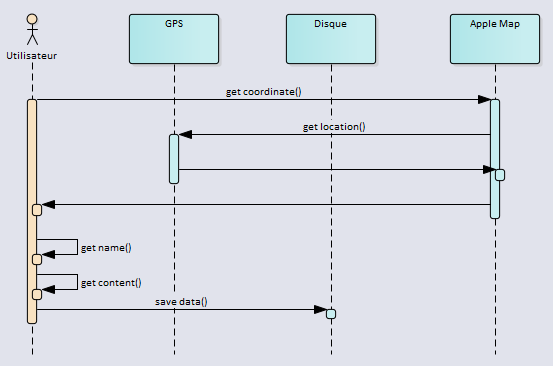 GPS
Disque
Apple Map
Utilisateur
get coordinate()
get location()
get name()
get content()
save data()